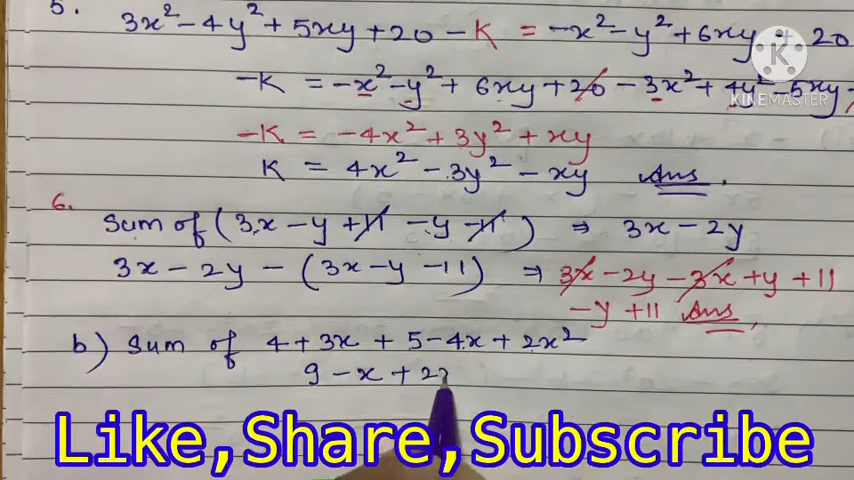 5.
3x² - 4y² + 5xy + 20 - K = -x² - y² + 6xy + 20
-K = -x² - y² + 6xy + 20 - 3x² + 4y² - 5xy -
-K = -4x² + 3y² + xy
K = 4x² - 3y² - xy Ans.
6.
Sum of (3x - y + 11 - y - 11) ⇒ 3x - 2y
3x - 2y - (3x - y - 11) ⇒ 3x - 2y - 3x + y + 11
- y + 11 Ans.
b) Sum of 4 + 3x + 5 - 4x + 2x²
9 - x + 2
K
KINEMASTER
Like,Share,Subscribe